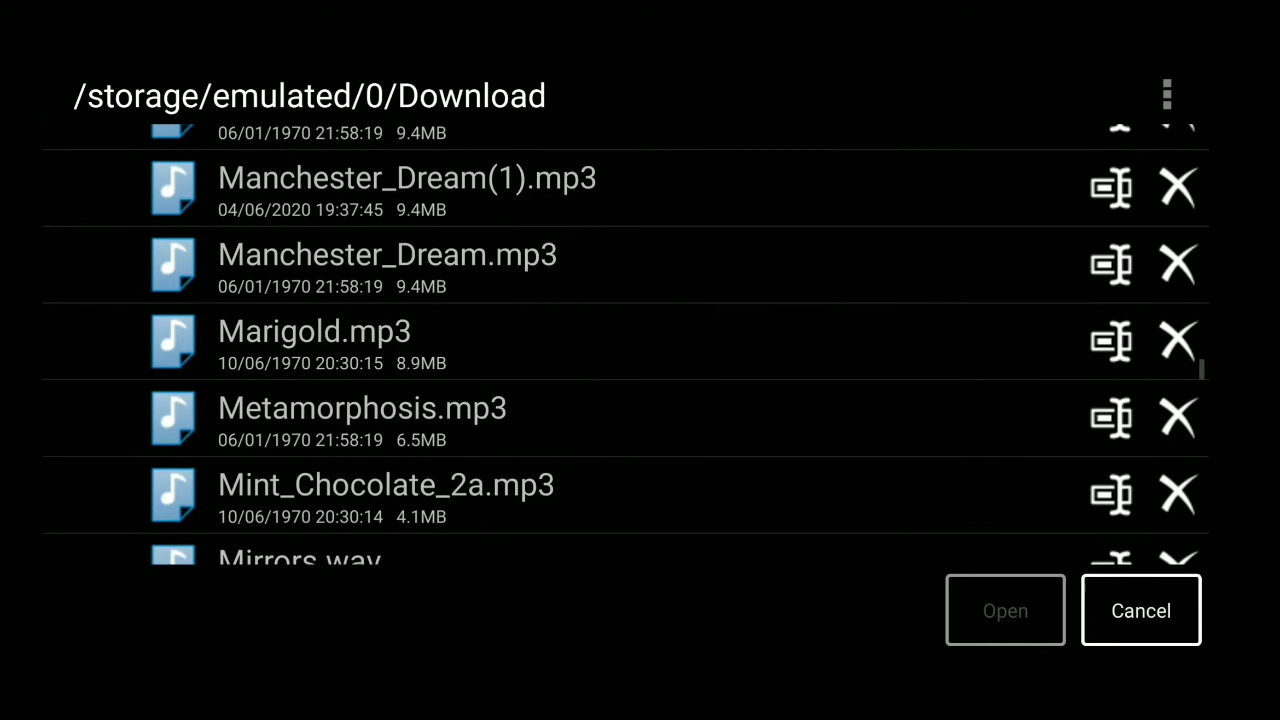 /storage/emulated/0/Download
06/01/1970 21:58:19 9.4MB
Manchester_Dream(1).mp3
04/06/2020 19:37:45 9.4MB
Manchester_Dream.mp3
06/01/1970 21:58:19 9.4MB
Marigold.mp3
10/06/1970 20:30:15 8.9MB
Metamorphosis.mp3
06/01/1970 21:58:19 6.5MB
Mint_Chocolate_2a.mp3
10/06/1970 20:30:14 4.1MB
Mirrors.wav
Open
Cancel